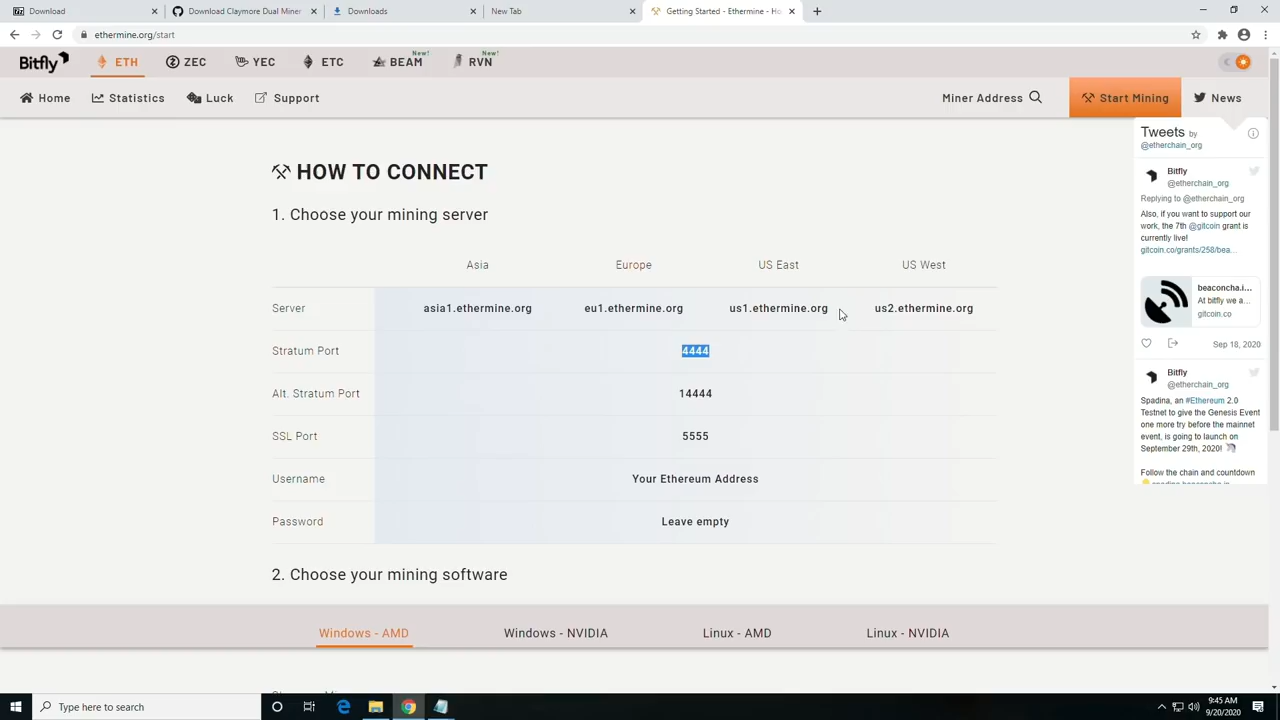 Download
Download Claymore Dual Miner
Downloads
New Tab
Getting Started - Ethermine - Ho
ethermine.org/start
Bitfly
ETH
ZEC
YEC
ETC
BEAM
New!
RVN
New!
Home
Statistics
Luck
Support
Miner Address
Start Mining
News
HOW TO CONNECT
1. Choose your mining server
Asia Europe US East US West
Server asia1.ethermine.org eu1.ethermine.org us1.ethermine.org us2.ethermine.org
Stratum Port 4444
Alt. Stratum Port 14444
SSL Port 5555
Username Your Ethereum Address
Password Leave empty
2. Choose your mining software
Windows - AMD Windows - NVIDIA Linux - AMD Linux - NVIDIA
Tweets by
@etherchain_org
Bitfly
@etherchain_org
Replying to @etherchain_org
Also, if you want to support our
work, the 7th @gitcoin grant is
currently live!
gitcoin.co/grants/258/bea...
beaconcha.i...
At bitfly we a...
gitcoin.co
Sep 18, 2020
Bitfly
@etherchain_org
Spadina, an #Ethereum 2.0
Testnet to give the Genesis Event
one more try before the mainnet
event, is going to launch on
September 29th, 2020!
Follow the chain and countdown
Type here to search
9:45 AM
9/20/2020